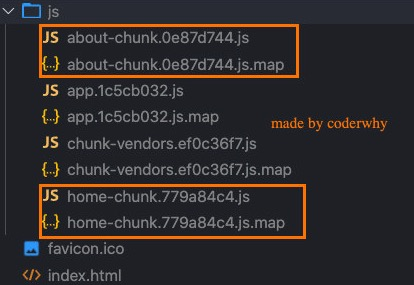 js
JS about-chunk.0e87d744.js
{..} about-chunk.0e87d744.js.map
JS app.1c5cb032.js
{..} app.1c5cb032.js.map
made by coderwhy
JS chunk-vendors.ef0c36f7.js
{..} chunk-vendors.ef0c36f7.js.map
JS home-chunk.779a84c4.js
{..} home-chunk.779a84c4.js.map
favicon.ico
<> index.html